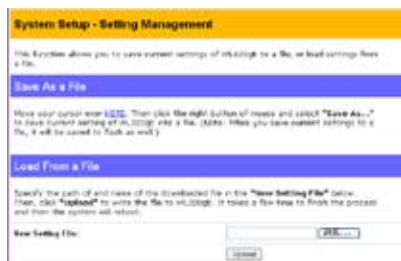 System Setup - Setting Management
This function allows you to save current settings of to a file, or load settings from
a file.
Save As a File
Move your cursor over HERE. Then click the right button of mouse and select "Save As..."
to save current setting of into a file. (Note: When you save current settings to a
file, it will be saved to flash as well.)
Load From a File
Specify the path of and name of the downloaded file in the "New Setting File" below.
Then, click "Upload" to write the file to It takes a few time to finish the process
and then the system will reboot.
New Setting File:
Upload